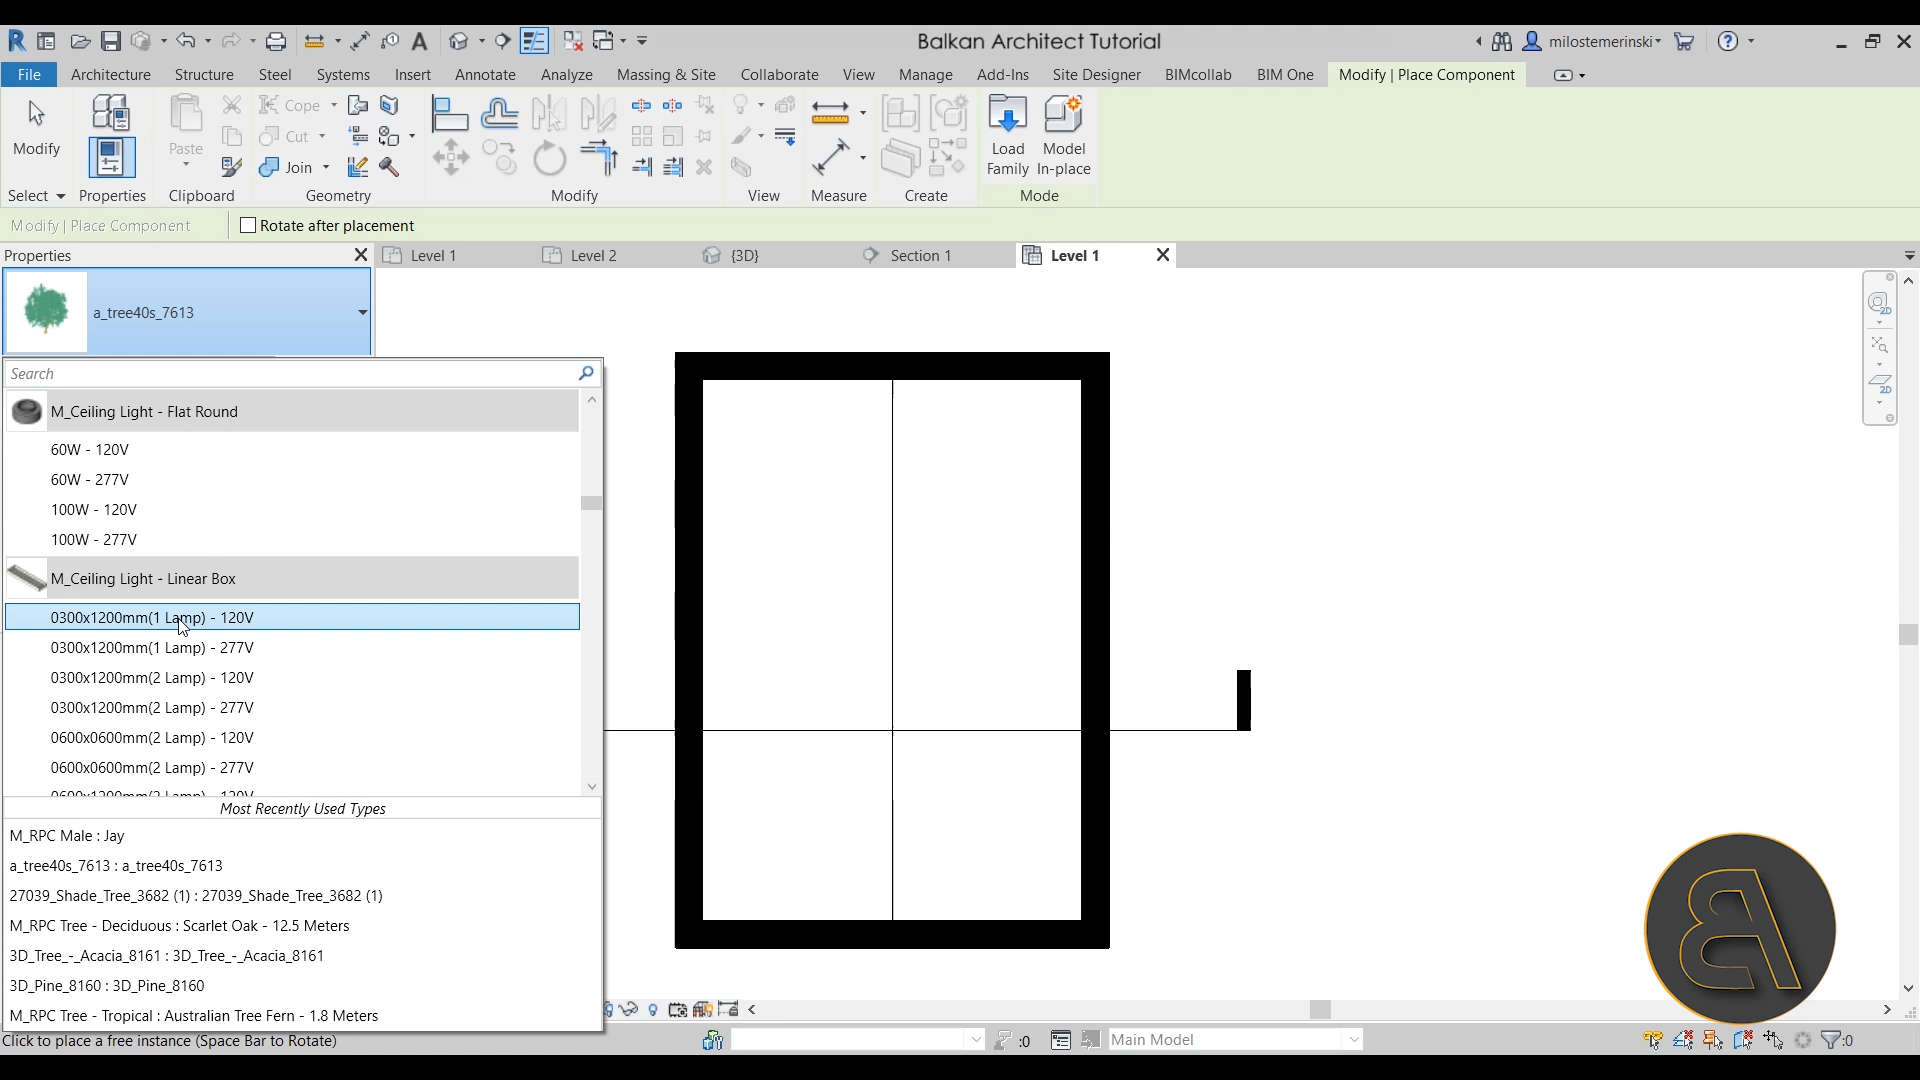 Balkan Architect Tutorial
milostemerinski
File Architecture Structure Steel Systems Insert Annotate Analyze Massing & Site Collaborate View Manage Add-Ins Site Designer BIMcollab BIM One Modify | Place Component
Modify
Paste
Cope
Cut
Join
Load Family
Model In-place
Select Properties Clipboard Geometry Modify View Measure Create Mode
Modify | Place Component Rotate after placement
Properties
Level 1 Level 2 {3D} Section 1 Level 1
a_tree40s_7613
2D
2D
Search
M_Ceiling Light - Flat Round
60W - 120V
60W - 277V
100W - 120V
100W - 277V
M_Ceiling Light - Linear Box
0300x1200mm(1 Lamp) - 120V
0300x1200mm(1 Lamp) - 277V
0300x1200mm(2 Lamp) - 120V
0300x1200mm(2 Lamp) - 277V
0600x0600mm(2 Lamp) - 120V
0600x0600mm(2 Lamp) - 277V
0600x1200mm(2 Lamp) - 120V
Most Recently Used Types
M_RPC Male : Jay
a_tree40s_7613 : a_tree40s_7613
27039_Shade_Tree_3682 (1) : 27039_Shade_Tree_3682 (1)
M_RPC Tree - Deciduous : Scarlet Oak - 12.5 Meters
3D_Tree_-_Acacia_8161 : 3D_Tree_-_Acacia_8161
3D_Pine_8160 : 3D_Pine_8160
M_RPC Tree - Tropical : Australian Tree Fern - 1.8 Meters
Click to place a free instance (Space Bar to Rotate)
:0
Main Model
:0